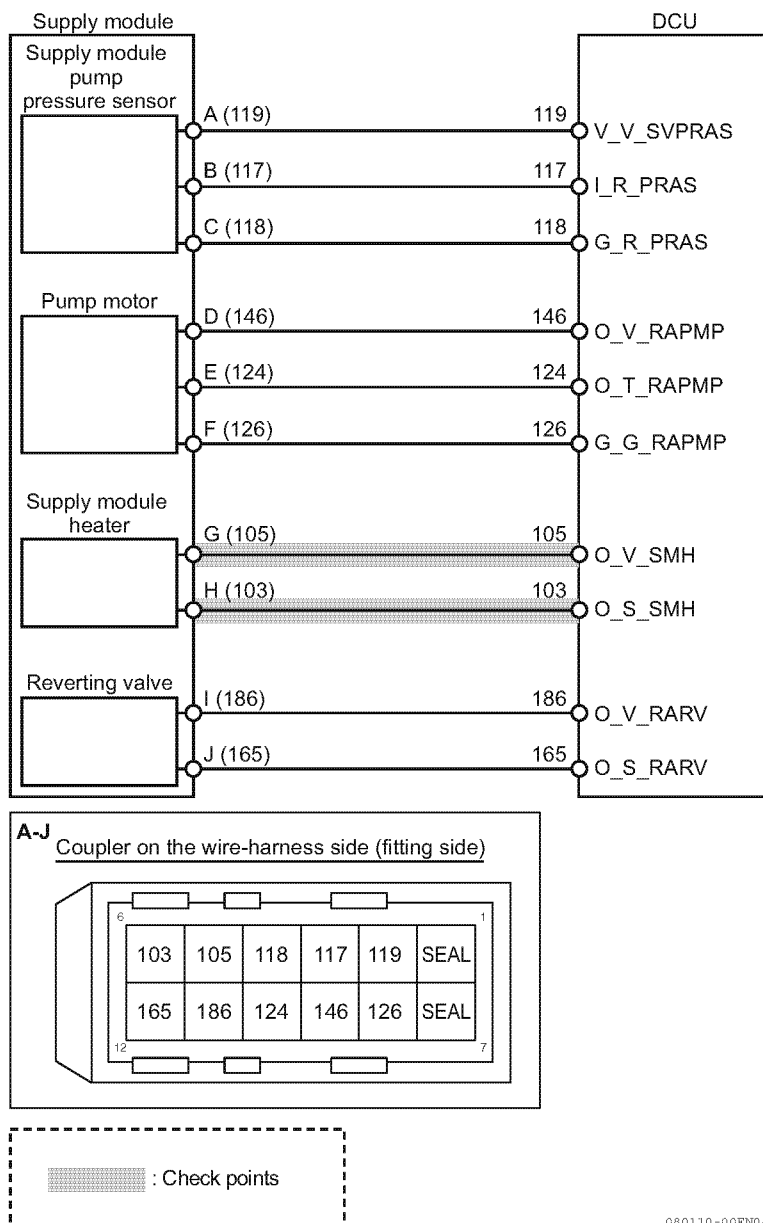 Supply module
DCU
Supply module
pump
pressure sensor
A (119)
119
V_V_SVPRAS
B (117)
117
I_R_PRAS
C (118)
118
G_R_PRAS
Pump motor
D (146)
146
O_V_RAPMP
E (124)
124
O_T_RAPMP
F (126)
126
G_G_RAPMP
Supply module
heater
G (105)
105
O_V_SMH
H (103)
103
O_S_SMH
Reverting valve
I (186)
186
O_V_RARV
J (165)
165
O_S_RARV
A-J
Coupler on the wire-harness side (fitting side)
6 1
103 105 118 117 119 SEAL
165 186 124 146 126 SEAL
12 7
: Check points